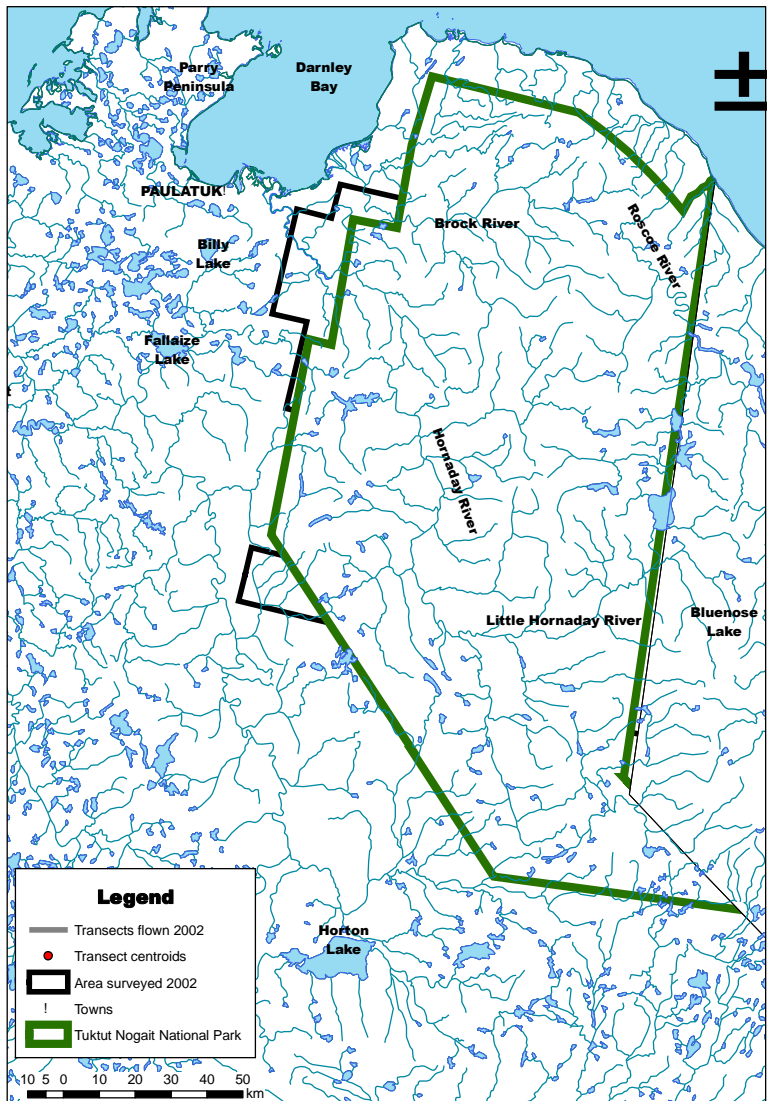 Parry
Peninsula
Darnley
Bay
PAULATUK!
Billy
Lake
Brock River
Roscoe River
Fallaize
Lake
t
Hornaday River
Little Hornaday River
Bluenose
Lake
Horton
Lake
Legend
Transects flown 2002
Transect centroids
Area surveyed 2002
! Towns
Tuktut Nogait National Park
10 5 0 10 20 30 40 50
km